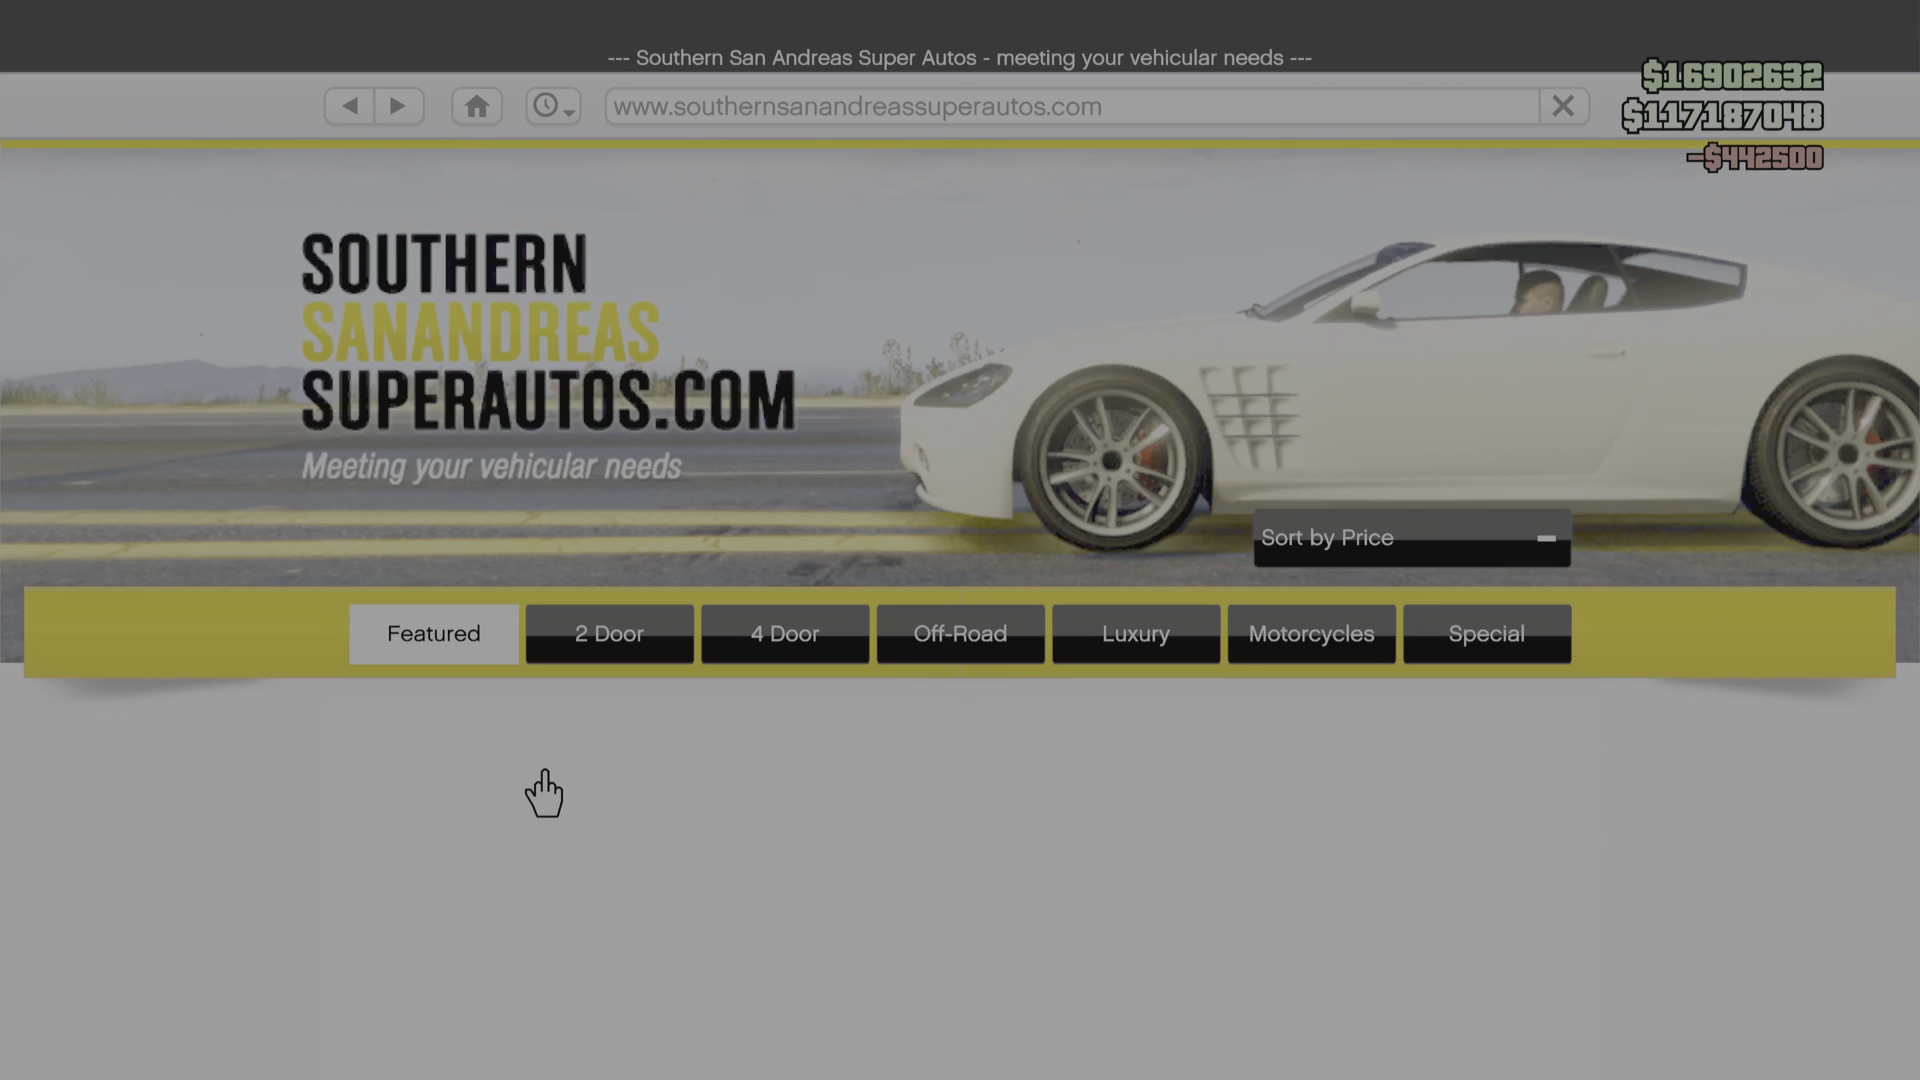 --- Southern San Andreas Super Autos - meeting your vehicular needs ---
www.southernsanandreassuperautos.com
$16902632
$117187048
-$442500
SOUTHERN
SANANDREAS
SUPERAUTOS.COM
Meeting your vehicular needs
Sort by Price
Featured
2 Door
4 Door
Off-Road
Luxury
Motorcycles
Special